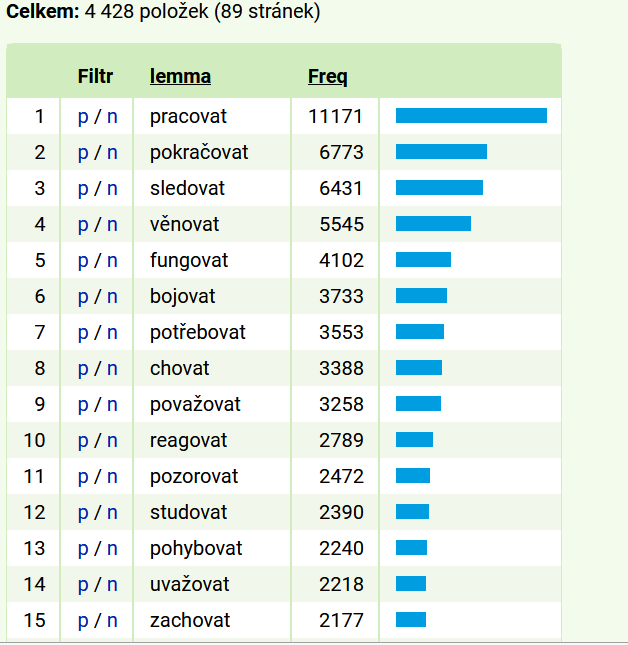 Celkem: 4 428 položek (89 stránek)
Filtr lemma Freq
1 p / n pracovat 11171
2 p / n pokračovat 6773
3 p / n sledovat 6431
4 p / n věnovat 5545
5 p / n fungovat 4102
6 p / n bojovat 3733
7 p / n potřebovat 3553
8 p / n chovat 3388
9 p / n považovat 3258
10 p / n reagovat 2789
11 p / n pozorovat 2472
12 p / n studovat 2390
13 p / n pohybovat 2240
14 p / n uvažovat 2218
15 p / n zachovat 2177